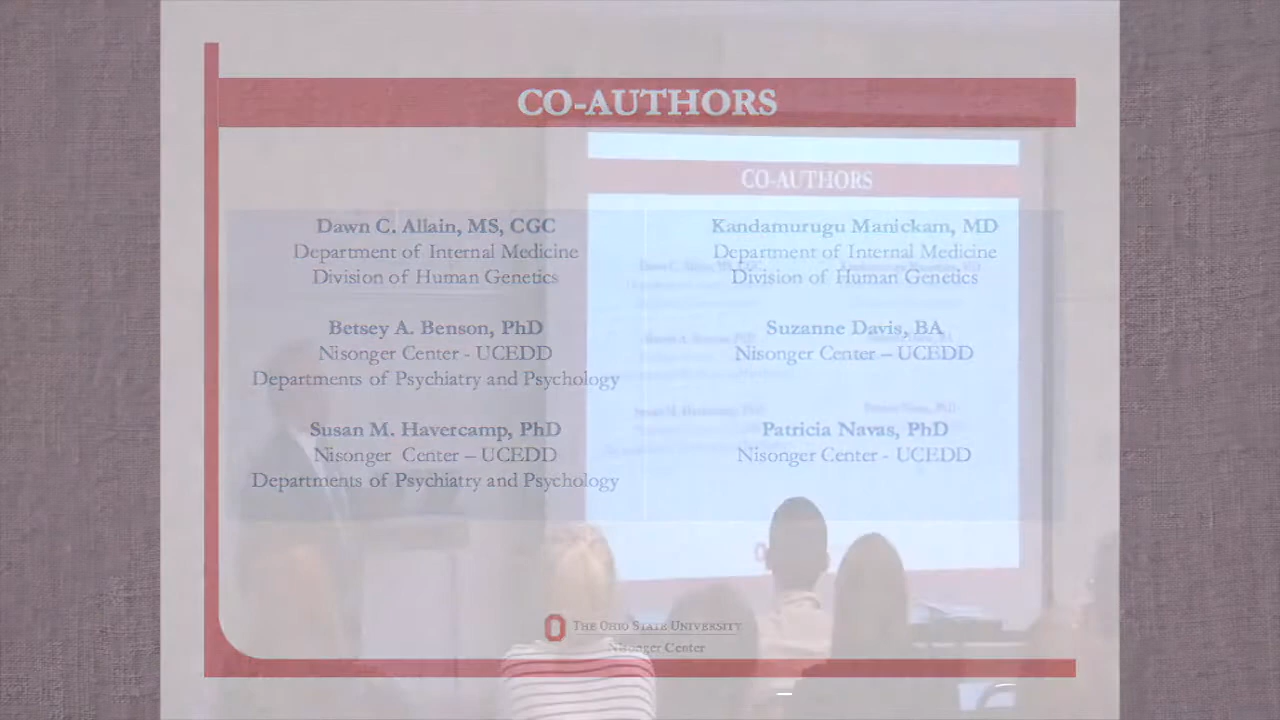 CO-AUTHORS
CO-AUTHORS
Dawn C. Allain, MS, CGC
Department of Internal Medicine
Division of Human Genetics
Betsey A. Benson, PhD
Nisonger Center - UCEDD
Departments of Psychiatry and Psychology
Susan M. Havercamp, PhD
Nisonger Center – UCEDD
Departments of Psychiatry and Psychology
Kandamurugu Manickam, MD
Department of Internal Medicine
Division of Human Genetics
Suzanne Davis, BA
Nisonger Center – UCEDD
Patricia Navas, PhD
Nisonger Center - UCEDD
THE OHIO STATE UNIVERSITY
Nisonger Center